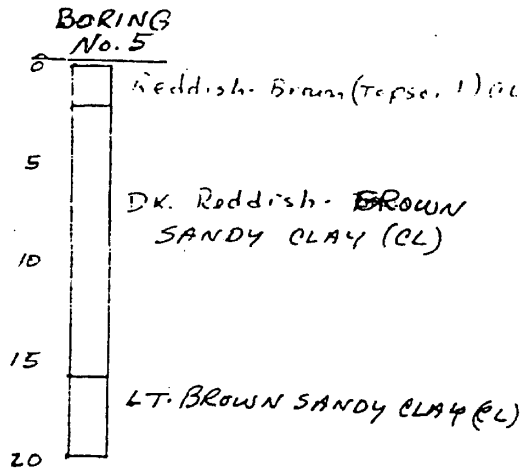 BORING
No. 5
0
Reddish-Brown (Topsoil)
5
DK. Reddish-BROWN
SANDY CLAY (CL)
10
15
LT. BROWN SANDY CLAY (CL)
20